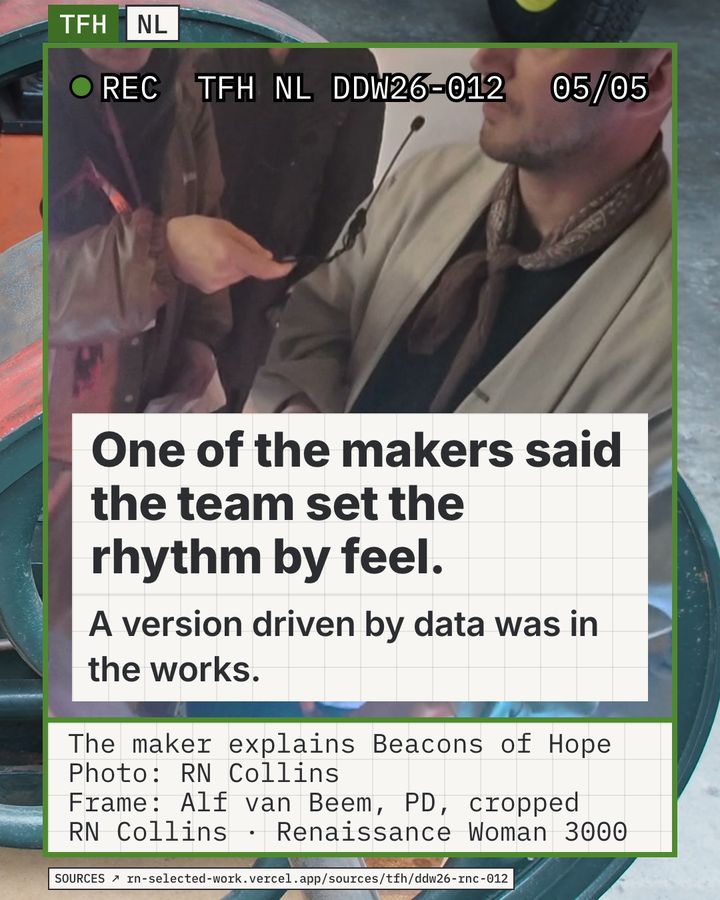 TFH NL
REC TFH NL DDW26-012 05/05
One of the makers said
the team set the
rhythm by feel.
A version driven by data was in
the works.
The maker explains Beacons of Hope
Photo: RN Collins
Frame: Alf van Beem, PD, cropped
RN Collins · Renaissance Woman 3000
SOURCES ↗ rn-selected-work.vercel.app/sources/tfh/ddw26-rnc-012